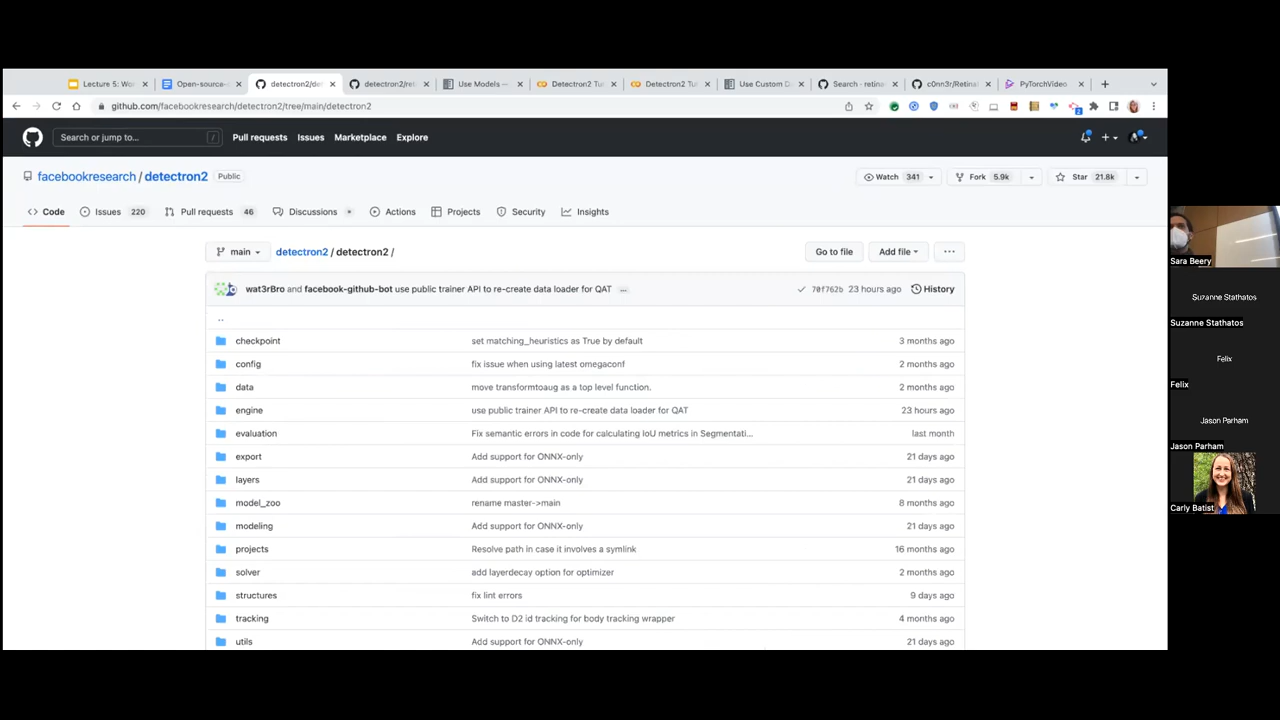 Lecture 5: Wor
Open-source-
detectron2/de
detectron2/ret
Use Models —
Detectron2 Tu
Detectron2 Tut
Use Custom D
Search · retina
c0nn3r/Retina
PyTorchVideo
github.com/facebookresearch/detectron2/tree/main/detectron2
Search or jump to... /
Pull requests
Issues
Marketplace
Explore
facebookresearch / detectron2 Public
Watch 341
Fork 5.9k
Star 21.8k
Code
Issues 220
Pull requests 46
Discussions
Actions
Projects
Security
Insights
main
detectron2 / detectron2 /
Go to file
Add file
wat3rBro and facebook-github-bot use public trainer API to re-create data loader for QAT ... 70f762b 23 hours ago History
..
checkpoint set matching_heuristics as True by default 3 months ago
config fix issue when using latest omegaconf 2 months ago
data move transformtoaug as a top level function. 2 months ago
engine use public trainer API to re-create data loader for QAT 23 hours ago
evaluation Fix semantic errors in code for calculating IoU metrics in Segmentati... last month
export Add support for ONNX-only 21 days ago
layers Add support for ONNX-only 21 days ago
model_zoo rename master->main 8 months ago
modeling Add support for ONNX-only 21 days ago
projects Resolve path in case it involves a symlink 16 months ago
solver add layerdecay option for optimizer 2 months ago
structures fix lint errors 9 days ago
tracking Switch to D2 id tracking for body tracking wrapper 4 months ago
utils Add support for ONNX-only 21 days ago
Sara Beery
Suzanne Stathatos
Suzanne Stathatos
Felix
Felix
Jason Parham
Jason Parham
Carly Batist